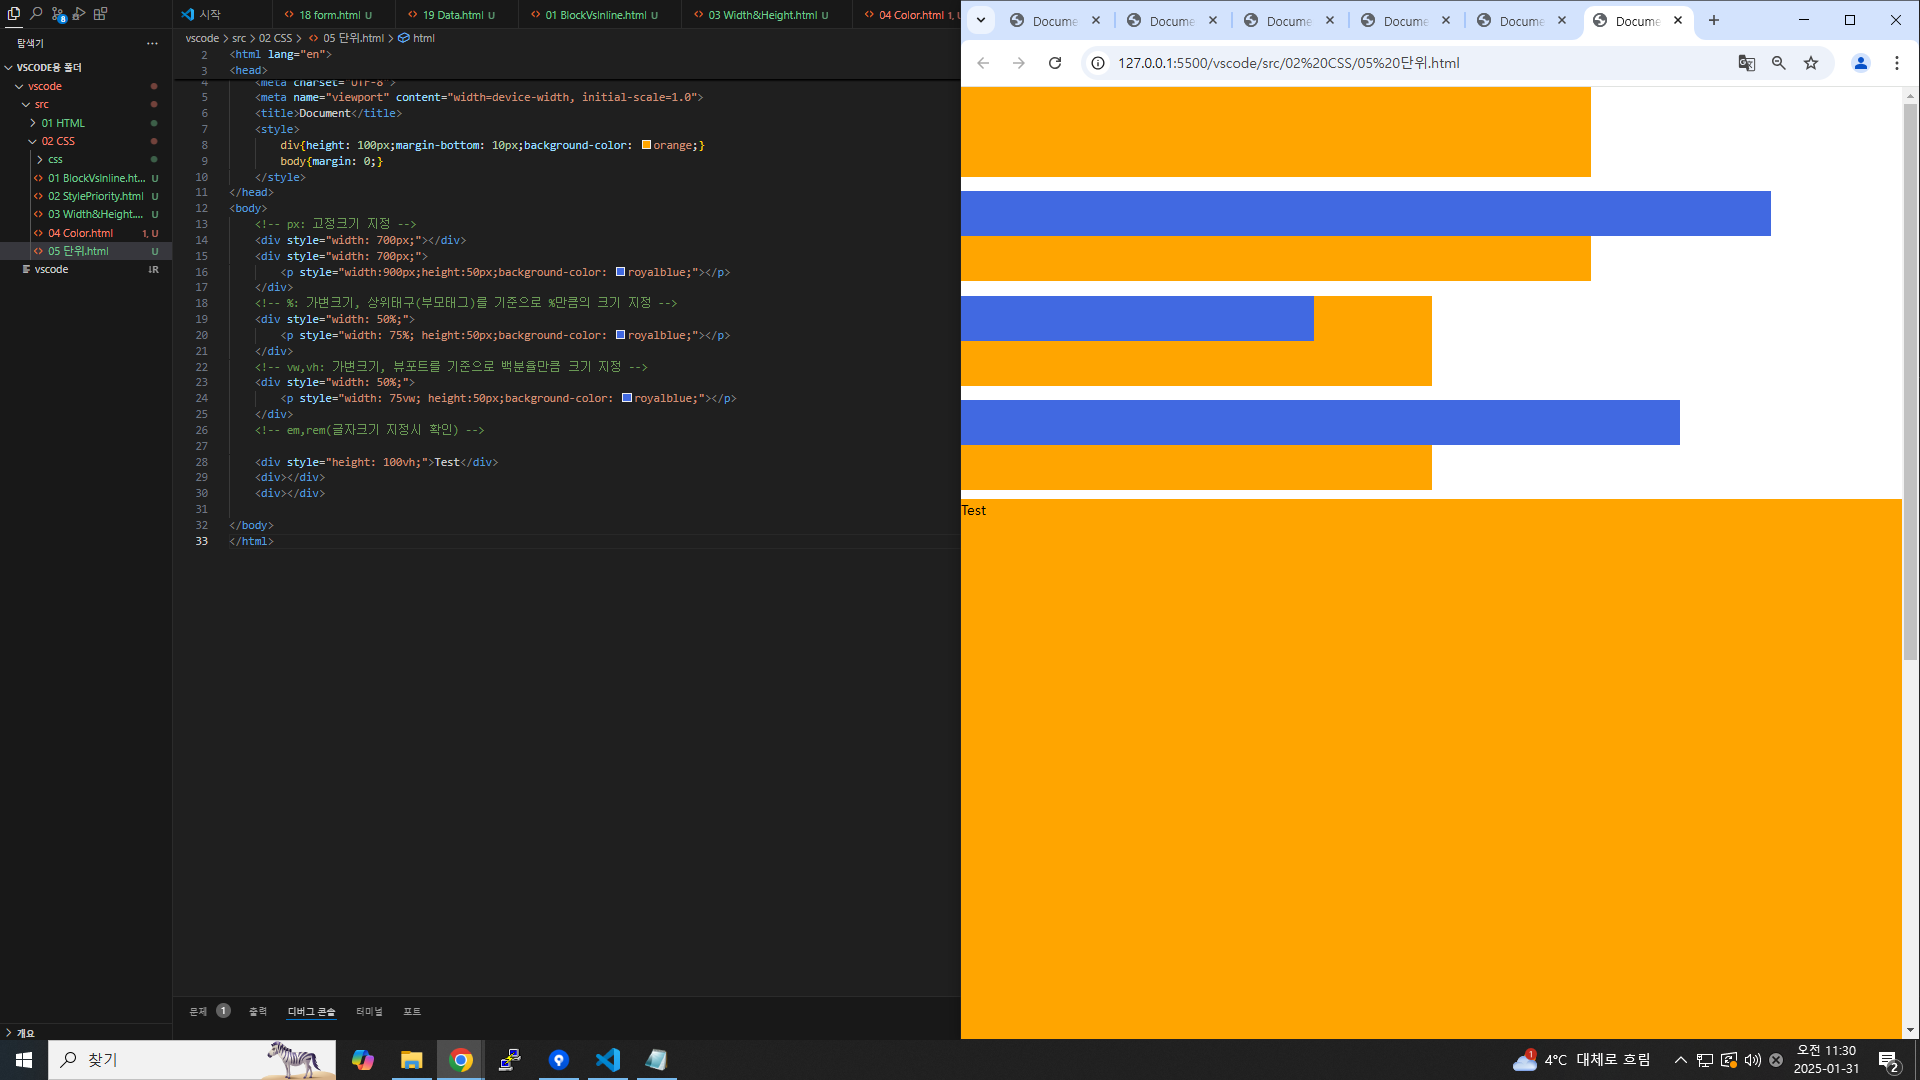 시작
18 form.html U
19 Data.html U
01 BlockVsInline.html U
03 Width&Height.html U
04 Color.html 1, U
탐색기
vscode > src > 02 CSS > 05 단위.html > html
VSCODE용 폴더
vscode
src
01 HTML
02 CSS
css
01 BlockVsInline.ht... U
02 StylePriority.html U
03 Width&Height.... U
04 Color.html 1, U
05 단위.html U
vscode
2 <html lang="en">
3 <head>
4 <meta charset="UTF-8">
5 <meta name="viewport" content="width=device-width, initial-scale=1.0">
6 <title>Document</title>
7 <style>
8 div{height: 100px;margin-bottom: 10px;background-color: orange;}
9 body{margin: 0;}
10 </style>
11 </head>
12 <body>
13 <!-- px: 고정크기 지정 -->
14 <div style="width: 700px;"></div>
15 <div style="width: 700px;">
16 <p style="width:900px;height:50px;background-color: royalblue;"></p>
17 </div>
18 <!-- %: 가변크기, 상위태구(부모태그)를 기준으로 %만큼의 크기 지정 -->
19 <div style="width: 50%;">
20 <p style="width: 75%; height:50px;background-color: royalblue;"></p>
21 </div>
22 <!-- vw,vh: 가변크기, 뷰포트를 기준으로 백분율만큼 크기 지정 -->
23 <div style="width: 50%;">
24 <p style="width: 75vw; height:50px;background-color: royalblue;"></p>
25 </div>
26 <!-- em,rem(글자크기 지정시 확인) -->
27
28 <div style="height: 100vh;">Test</div>
29 <div></div>
30 <div></div>
31
32 </body>
33 </html>
문제 1 출력 디버그 콘솔 터미널 포트
개요
Docume
Docume
Docume
Docume
Docume
Docume
127.0.0.1:5500/vscode/src/02%20CSS/05%20단위.html
Test
찾기
1
4°C 대체로 흐림
오전 11:30
2025-01-31
2